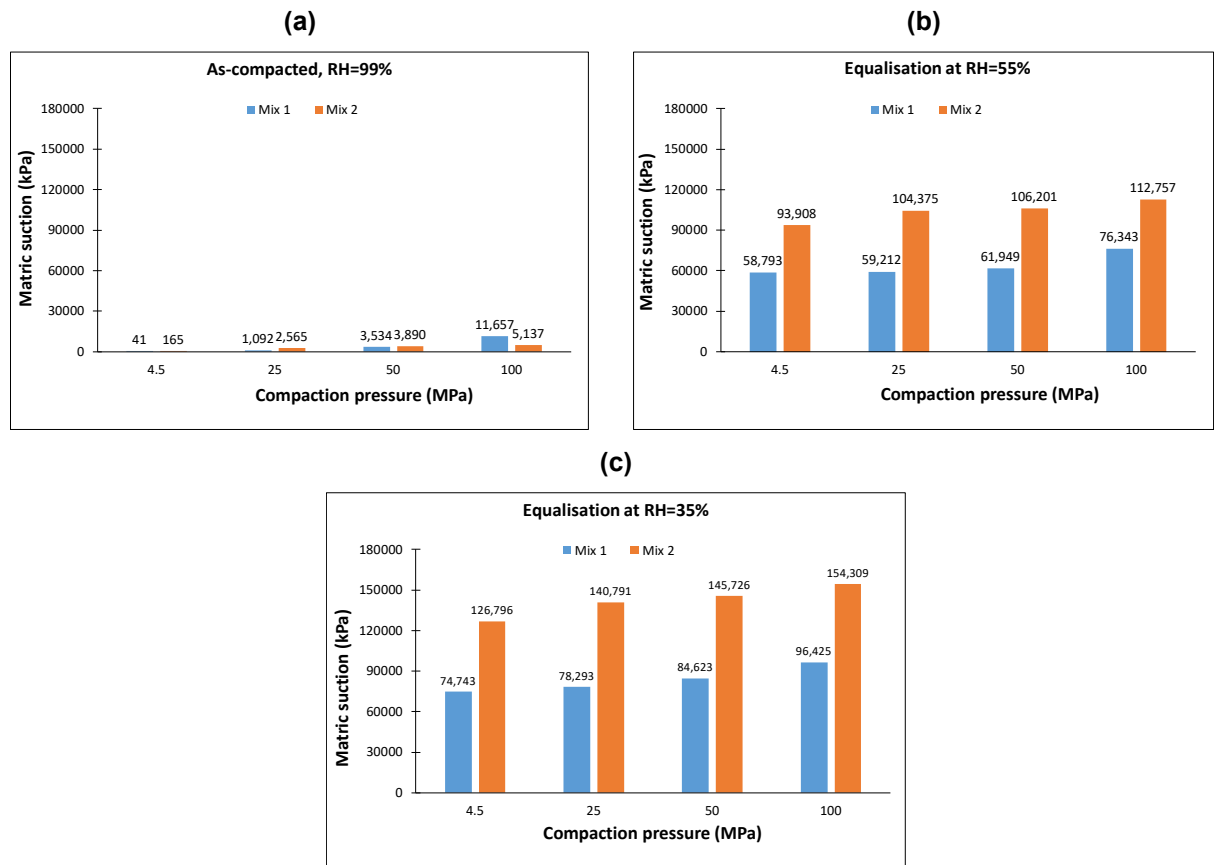 (a)
As-compacted, RH=99%
Mix 1 Mix 2
Matric suction (kPa)
180000
150000
120000
90000
60000
30000
0
41 165 1,092 2,565 3,534 3,890 11,657 5,137
4.5 25 50 100
Compaction pressure (MPa)
(b)
Equalisation at RH=55%
Mix 1 Mix 2
Matric suction (kPa)
180000
150000
120000
90000
60000
30000
0
58,793 93,908 59,212 104,375 61,949 106,201 76,343 112,757
4.5 25 50 100
Compaction pressure (MPa)
(c)
Equalisation at RH=35%
Mix 1 Mix 2
Matric suction (kPa)
180000
150000
120000
90000
60000
30000
0
74,743 126,796 78,293 140,791 84,623 145,726 96,425 154,309
4.5 25 50 100
Compaction pressure (MPa)